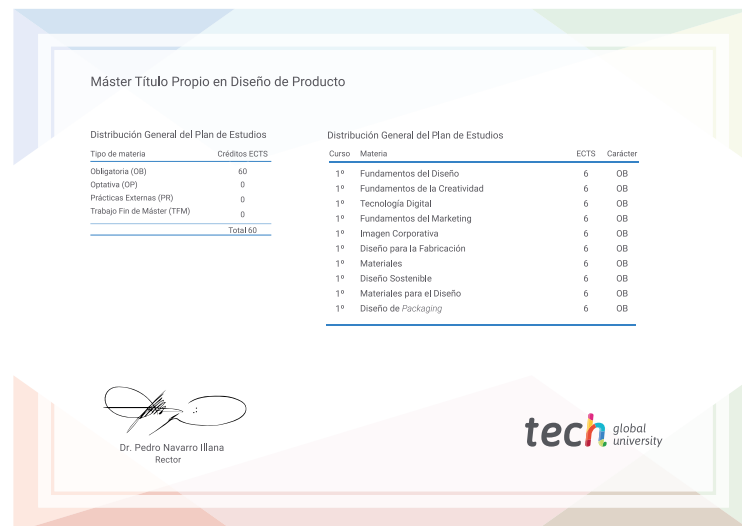 Máster Título Propio en Diseño de Producto
Distribución General del Plan de Estudios
Tipo de materia Créditos ECTS
Obligatoria (OB) 60
Optativa (OP) 0
Prácticas Externas (PR) 0
Trabajo Fin de Máster (TFM) 0
Total 60
Distribución General del Plan de Estudios
Curso Materia ECTS Carácter
1º Fundamentos del Diseño 6 OB
1º Fundamentos de la Creatividad 6 OB
1º Tecnología Digital 6 OB
1º Fundamentos del Marketing 6 OB
1º Imagen Corporativa 6 OB
1º Diseño para la Fabricación 6 OB
1º Materiales 6 OB
1º Diseño Sostenible 6 OB
1º Materiales para el Diseño 6 OB
1º Diseño de Packaging 6 OB
Dr. Pedro Navarro Illana
Rector
tech global
university